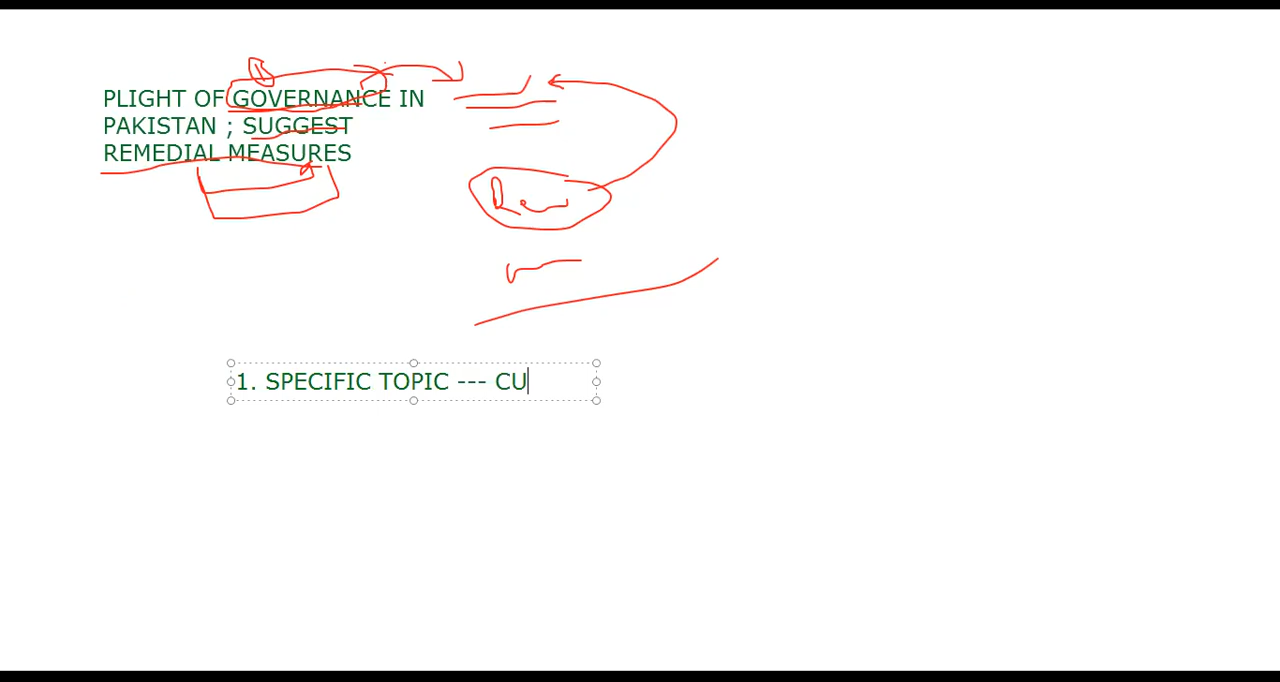 PLIGHT OF GOVERNANCE IN
PAKISTAN ; SUGGEST
REMEDIAL MEASURES
1. SPECIFIC TOPIC --- CU